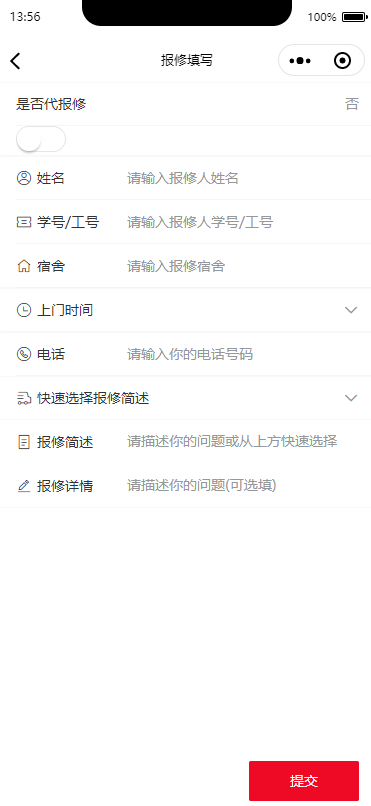 13:56
100%
报修填写
是否代报修
否
姓名 请输入报修人姓名
学号/工号 请输入报修人学号/工号
宿舍 请输入报修宿舍
上门时间
电话 请输入你的电话号码
快速选择报修简述
报修简述 请描述你的问题或从上方快速选择
报修详情 请描述你的问题(可选填)
提交